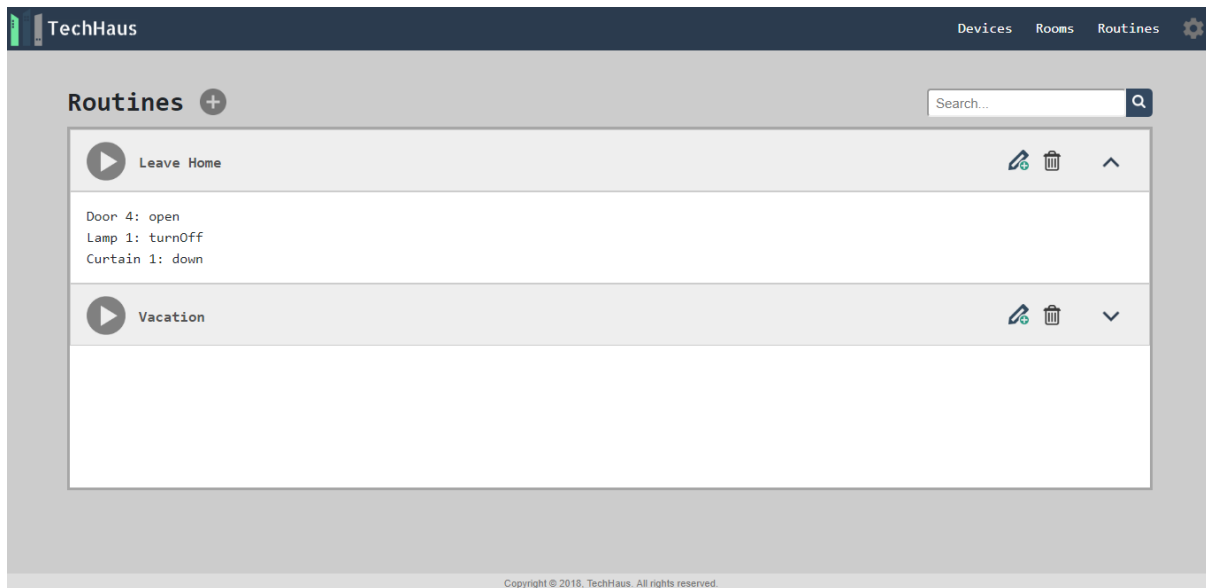 TechHaus
Devices Rooms Routines
Routines
Search...
Leave Home
Door 4: open
Lamp 1: turnOff
Curtain 1: down
Vacation
Copyright © 2018, TechHaus. All rights reserved.